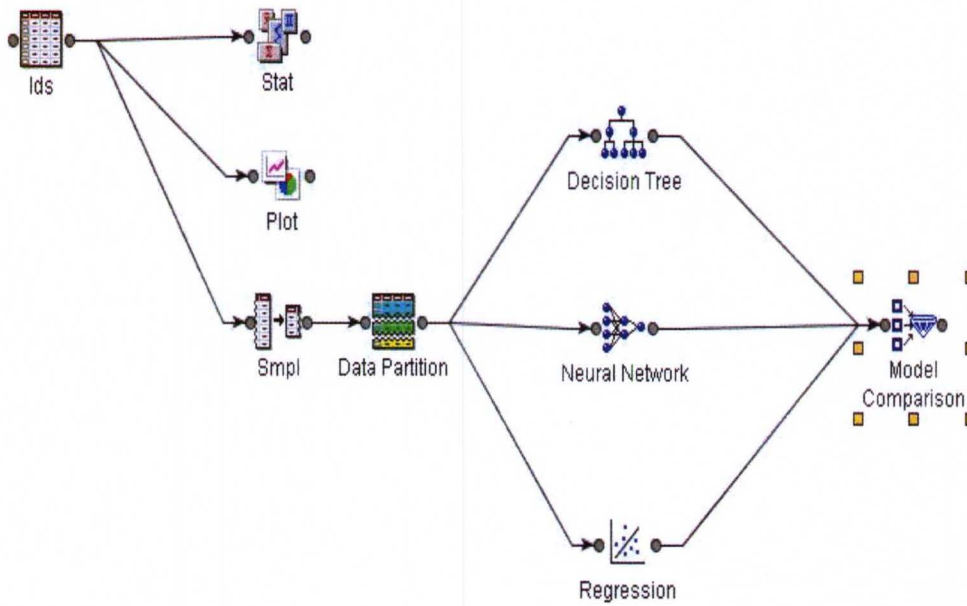 Ids
Stat
Plot
Smpl
Data Partition
Decision Tree
Neural Network
Regression
Model
Comparison